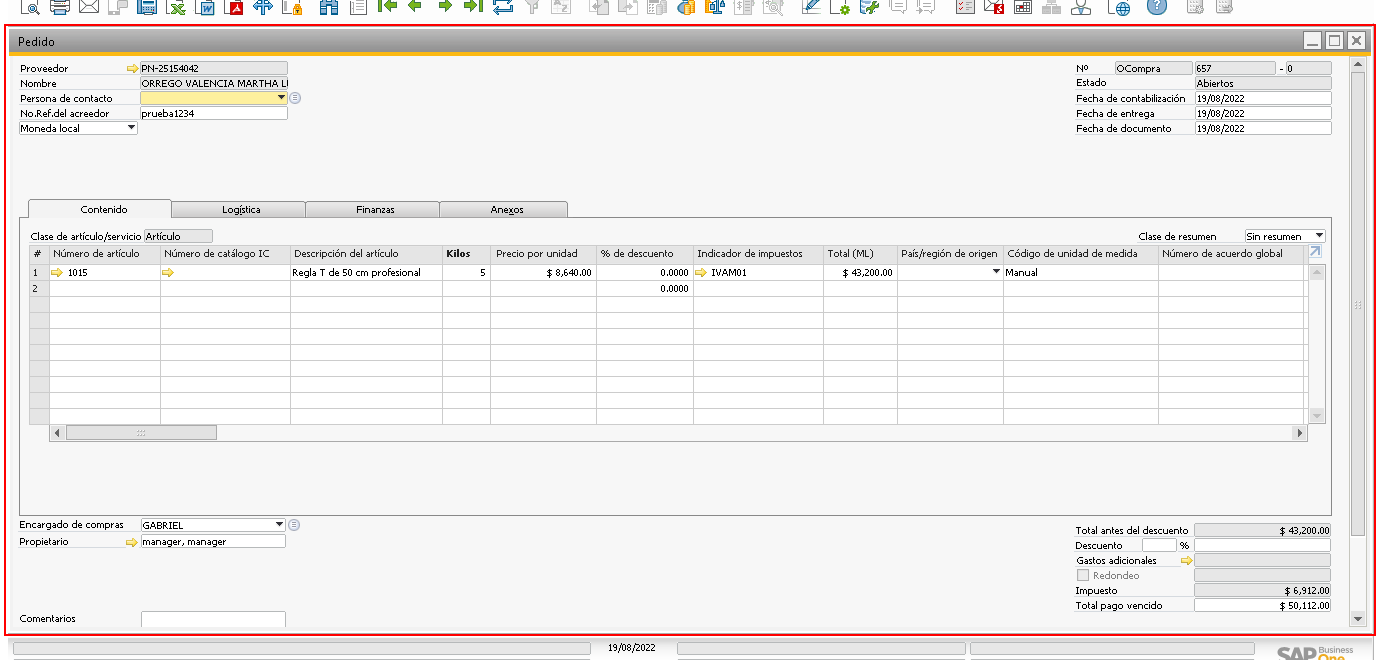 Pedido
Proveedor PN-25154042 Nº OCompra 657 - 0
Nombre ORREGO VALENCIA MARTHA L Estado Abiertos
Persona de contacto Fecha de contabilización 19/08/2022
No.Ref.del acreedor prueba1234 Fecha de entrega 19/08/2022
Moneda local Fecha de documento 19/08/2022
Contenido Logística Finanzas Anexos
Clase de artículo/servicio Artículo Clase de resumen Sin resumen
# Número de artículo Número de catálogo IC Descripción del artículo Kilos Precio por unidad % de descuento Indicador de impuestos Total (ML) País/región de origen Código de unidad de medida Número de acuerdo global
1 1015 Regla T de 50 cm profesional 5 $ 8,640.00 0.0000 IVAM01 $ 43,200.00 Manual
2 0.0000
Encargado de compras GABRIEL
Propietario manager, manager
Total antes del descuento $ 43,200.00
Descuento %
Gastos adicionales
Redondeo
Impuesto $ 6,912.00
Total pago vencido $ 50,112.00
Comentarios
19/08/2022
SAP Business One